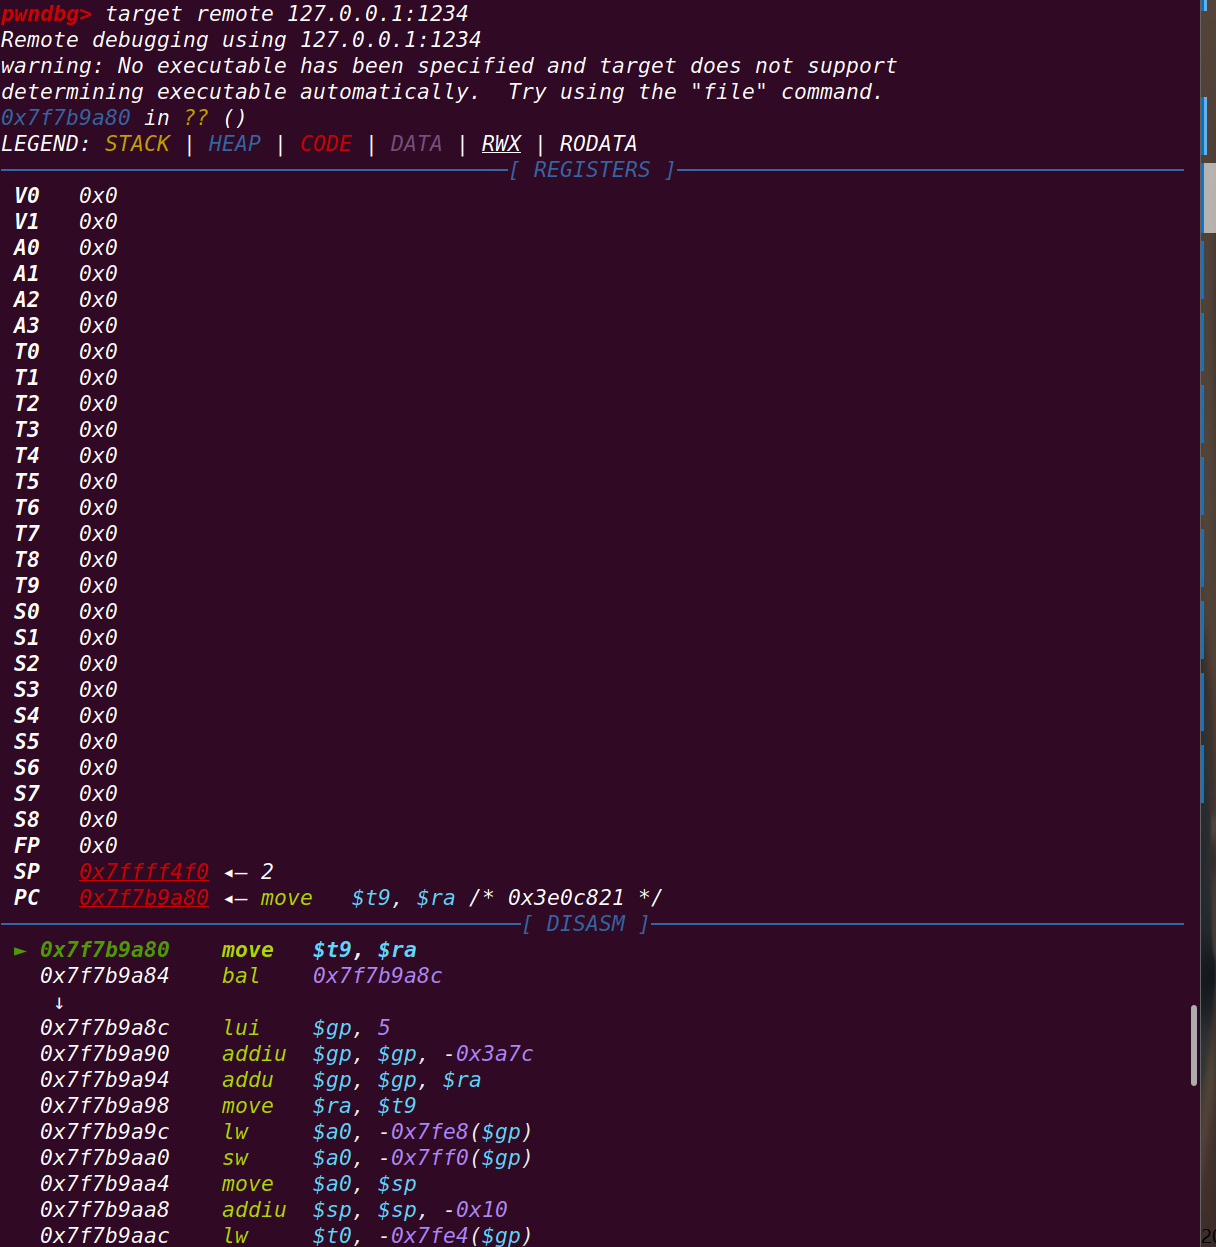 pwndbg> target remote 127.0.0.1:1234
Remote debugging using 127.0.0.1:1234
warning: No executable has been specified and target does not support
determining executable automatically.  Try using the "file" command.
0x7f7b9a80 in ?? ()
LEGEND: STACK | HEAP | CODE | DATA | RWX | RODATA
[ REGISTERS ]
V0   0x0
V1   0x0
A0   0x0
A1   0x0
A2   0x0
A3   0x0
T0   0x0
T1   0x0
T2   0x0
T3   0x0
T4   0x0
T5   0x0
T6   0x0
T7   0x0
T8   0x0
T9   0x0
S0   0x0
S1   0x0
S2   0x0
S3   0x0
S4   0x0
S5   0x0
S6   0x0
S7   0x0
S8   0x0
FP   0x0
SP   0x7ffff4f0 ◂— 2
PC   0x7f7b9a80 ◂— move   $t9, $ra /* 0x3e0c821 */
[ DISASM ]
► 0x7f7b9a80    move   $t9, $ra
0x7f7b9a84    bal    0x7f7b9a8c
↓
0x7f7b9a8c    lui    $gp, 5
0x7f7b9a90    addiu  $gp, $gp, -0x3a7c
0x7f7b9a94    addu   $gp, $gp, $ra
0x7f7b9a98    move   $ra, $t9
0x7f7b9a9c    lw     $a0, -0x7fe8($gp)
0x7f7b9aa0    sw     $a0, -0x7ff0($gp)
0x7f7b9aa4    move   $a0, $sp
0x7f7b9aa8    addiu  $sp, $sp, -0x10
0x7f7b9aac    lw     $t0, -0x7fe4($gp)